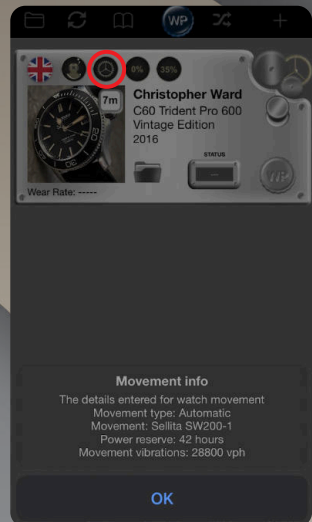 WP
0%
35%
7m
Christopher Ward
C60 Trident Pro 600
Vintage Edition
2016
STATUS
Wear Rate: -----
WP
Movement info
The details entered for watch movement
Movement type: Automatic
Movement: Sellita SW200-1
Power reserve: 42 hours
Movement vibrations: 28800 vph
OK